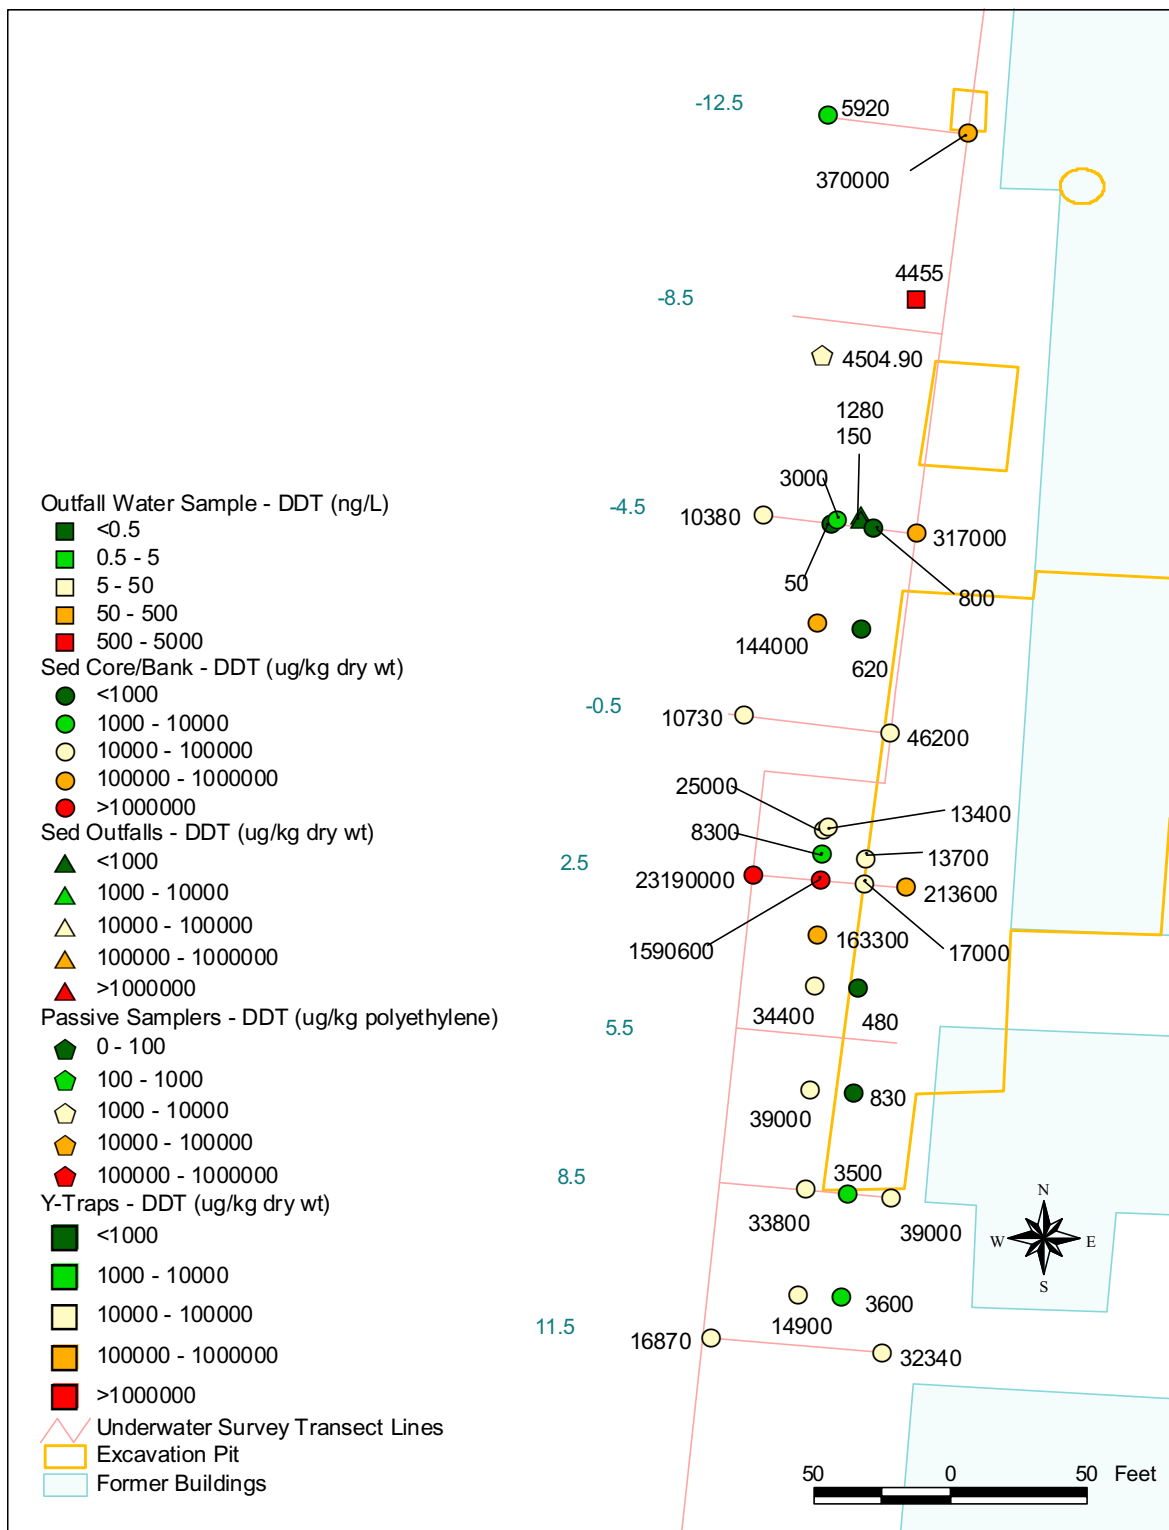 -12.5
5920
370000
4455
-8.5
4504.90
1280
150
3000
-4.5
10380
317000
50
800
144000
620
-0.5
10730
46200
25000
13400
8300
13700
2.5
23190000
213600
1590600
163300
17000
34400
480
5.5
39000
830
8.5
3500
33800
39000
14900
3600
11.5
16870
32340
Outfall Water Sample - DDT (ng/L)
<0.5
0.5 - 5
5 - 50
50 - 500
500 - 5000
Sed Core/Bank - DDT (ug/kg dry wt)
<1000
1000 - 10000
10000 - 100000
100000 - 1000000
>1000000
Sed Outfalls - DDT (ug/kg dry wt)
<1000
1000 - 10000
10000 - 100000
100000 - 1000000
>1000000
Passive Samplers - DDT (ug/kg polyethylene)
0 - 100
100 - 1000
1000 - 10000
10000 - 100000
100000 - 1000000
Y-Traps - DDT (ug/kg dry wt)
<1000
1000 - 10000
10000 - 100000
100000 - 1000000
>1000000
Underwater Survey Transect Lines
Excavation Pit
Former Buildings
N
W E
S
50 0 50 Feet